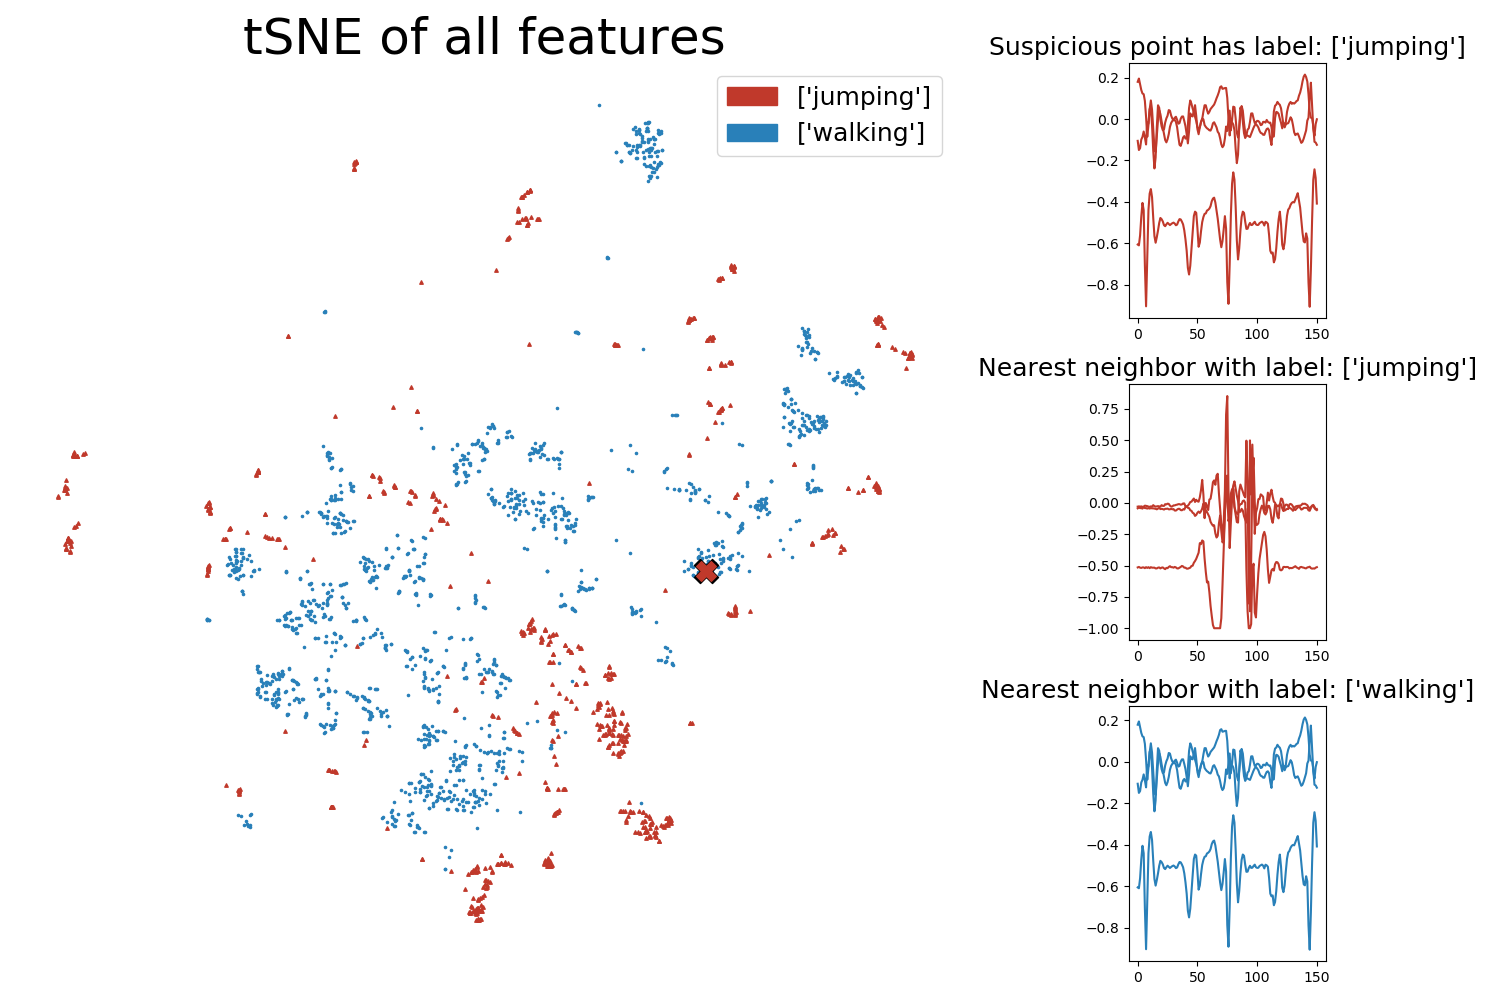 tSNE of all features
['jumping']
['walking']
Suspicious point has label: ['jumping']
0.2
0.0
−0.2
−0.4
−0.6
−0.8
0 50 100 150
Nearest neighbor with label: ['jumping']
0.75
0.50
0.25
0.00
−0.25
−0.50
−0.75
−1.00
0 50 100 150
Nearest neighbor with label: ['walking']
0.2
0.0
−0.2
−0.4
−0.6
−0.8
0 50 100 150